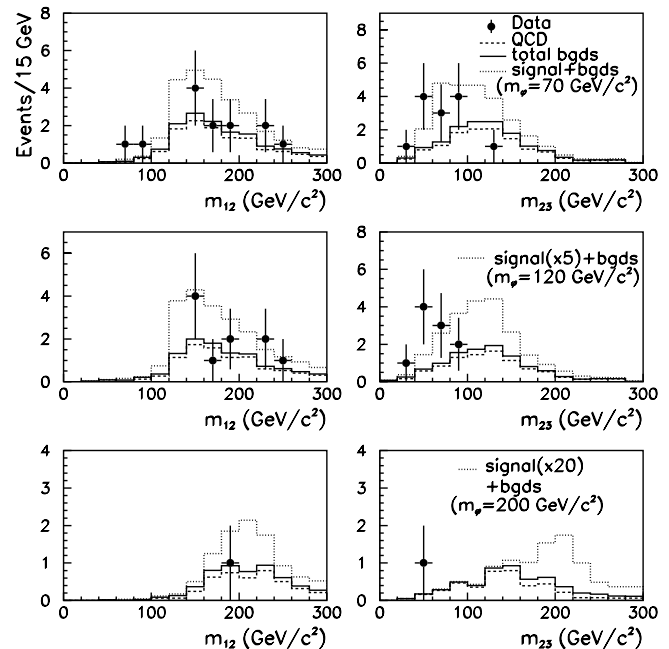 Events/15 GeV
8
6
4
2
0
0 100 200 300
m₁₂ (GeV/c²)
8
6
4
2
0
Data
QCD
total bgds
signal+bgds
(mφ=70 GeV/c²)
0 100 200 300
m₂₃ (GeV/c²)
6
4
2
0
0 100 200 300
m₁₂ (GeV/c²)
6
4
2
0
signal(x5)+bgds
(mφ=120 GeV/c²)
0 100 200 300
m₂₃ (GeV/c²)
4
3
2
1
0
0 100 200 300
m₁₂ (GeV/c²)
4
3
2
1
0
signal(x20)
+bgds
(mφ=200 GeV/c²)
0 100 200 300
m₂₃ (GeV/c²)